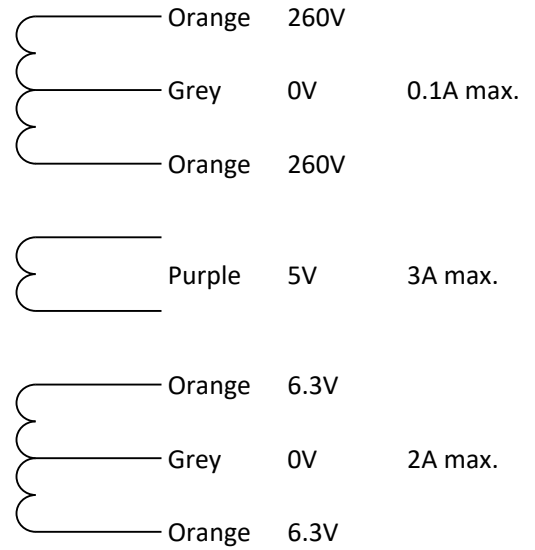 Orange 260V
Grey 0V 0.1A max.
Orange 260V
Purple 5V 3A max.
Orange 6.3V
Grey 0V 2A max.
Orange 6.3V